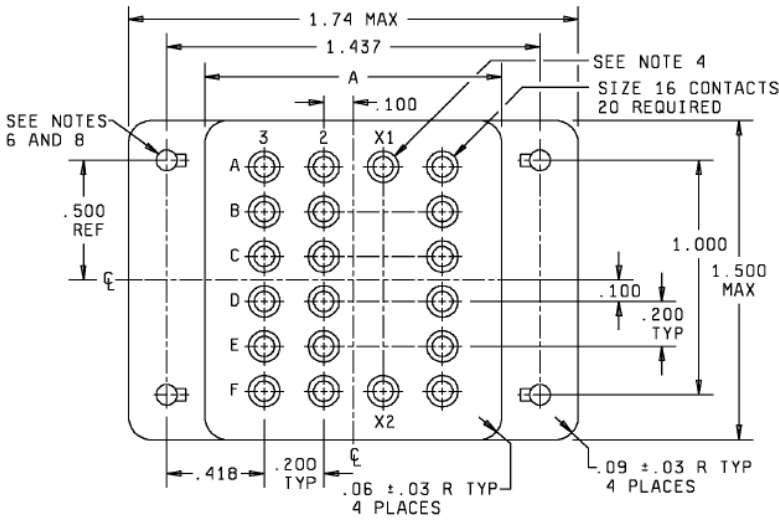 1.74 MAX
1.437
A
.100
SEE NOTE 4
SIZE 16 CONTACTS
20 REQUIRED
SEE NOTES
6 AND 8
3 2 X1
A
B
C
D
E
F
X2
.500
REF
℄
1.000
1.500
MAX
.100
.200
TYP
.418
.200
TYP
℄
.06 ±.03 R TYP
4 PLACES
.09 ±.03 R TYP
4 PLACES